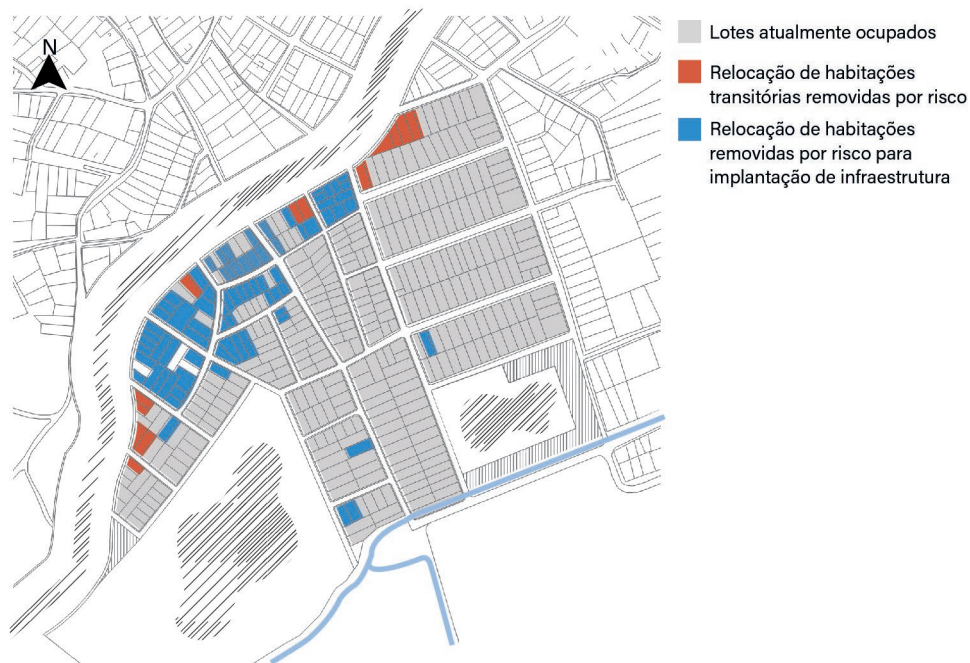 N
Lotes atualmente ocupados
Relocação de habitações
transitórias removidas por risco
Relocação de habitações
removidas por risco para
implantação de infraestrutura